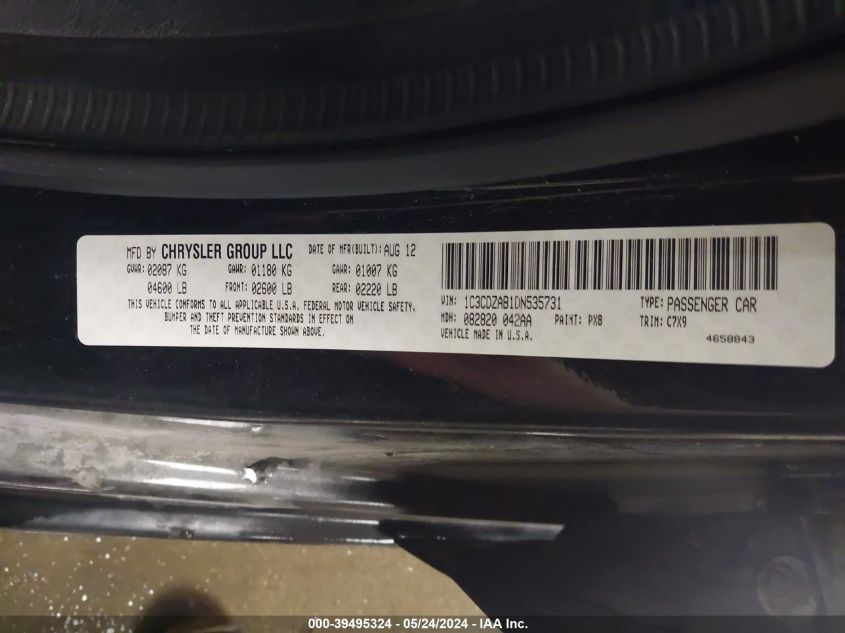 MFD BY CHRYSLER GROUP LLC DATE OF MFR(BUILT): AUG 12
GVWR: 02087 KG GAWR: 01180 KG GAWR: 01007 KG
04600 LB FRONT: 02600 LB REAR: 02220 LB
THIS VEHICLE CONFORMS TO ALL APPLICABLE U.S.A. FEDERAL MOTOR VEHICLE SAFETY,
BUMPER AND THEFT PREVENTION STANDARDS IN EFFECT ON
THE DATE OF MANUFACTURE SHOWN ABOVE.
VIN: 1C3CDZAB1DN535731 TYPE: PASSENGER CAR
MDH: 082820 042AA PAINT: PX8 TRIM: C7X9
VEHICLE MADE IN U.S.A. 4658843
000-39495324 - 05/24/2024 - IAA Inc.